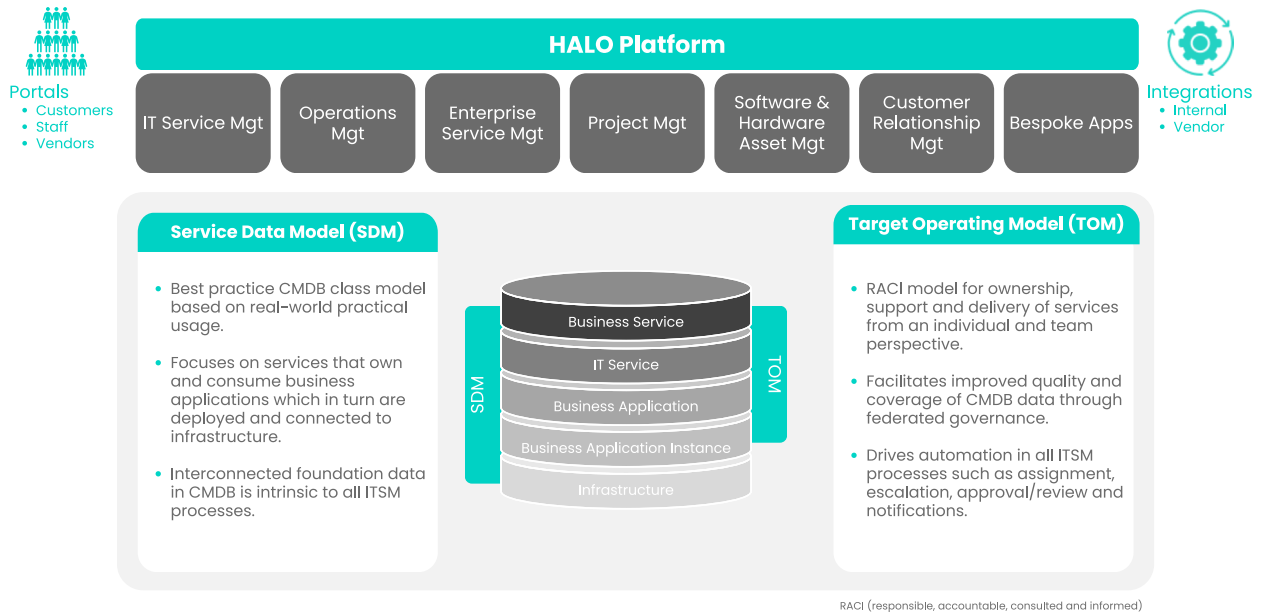 HALO Platform
Portals
• Customers
• Staff
• Vendors
IT Service Mgt
Operations
Mgt
Enterprise
Service Mgt
Project Mgt
Software &
Hardware
Asset Mgt
Customer
Relationship
Mgt
Bespoke Apps
Integrations
• Internal
• Vendor
Service Data Model (SDM)
• Best practice CMDB class model
based on real-world practical
usage.
• Focuses on services that own
and consume business
applications which in turn are
deployed and connected to
infrastructure.
• Interconnected foundation data
in CMDB is intrinsic to all ITSM
processes.
SDM
Business Service
IT Service
Business Application
Business Application Instance
Infrastructure
TOM
Target Operating Model (TOM)
• RACI model for ownership,
support and delivery of services
from an individual and team
perspective.
• Facilitates improved quality and
coverage of CMDB data through
federated governance.
• Drives automation in all ITSM
processes such as assignment,
escalation, approval/review and
notifications.
RACI (responsible, accountable, consulted and informed)